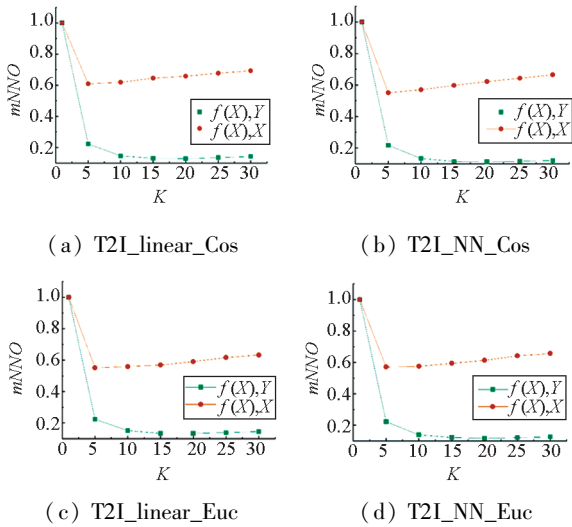 1.0
0.8
0.6
0.4
0.2
mNNO
f(X),Y
f(X),X
0 5 10 15 20 25 30
K
(a) T2I_linear_Cos
1.0
0.8
0.6
0.4
0.2
mNNO
f(X),Y
f(X),X
0 5 10 15 20 25 30
K
(b) T2I_NN_Cos
1.0
0.8
0.6
0.4
0.2
mNNO
f(X),Y
f(X),X
0 5 10 15 20 25 30
K
(c) T2I_linear_Euc
1.0
0.8
0.6
0.4
0.2
mNNO
f(X),Y
f(X),X
0 5 10 15 20 25 30
K
(d) T2I_NN_Euc